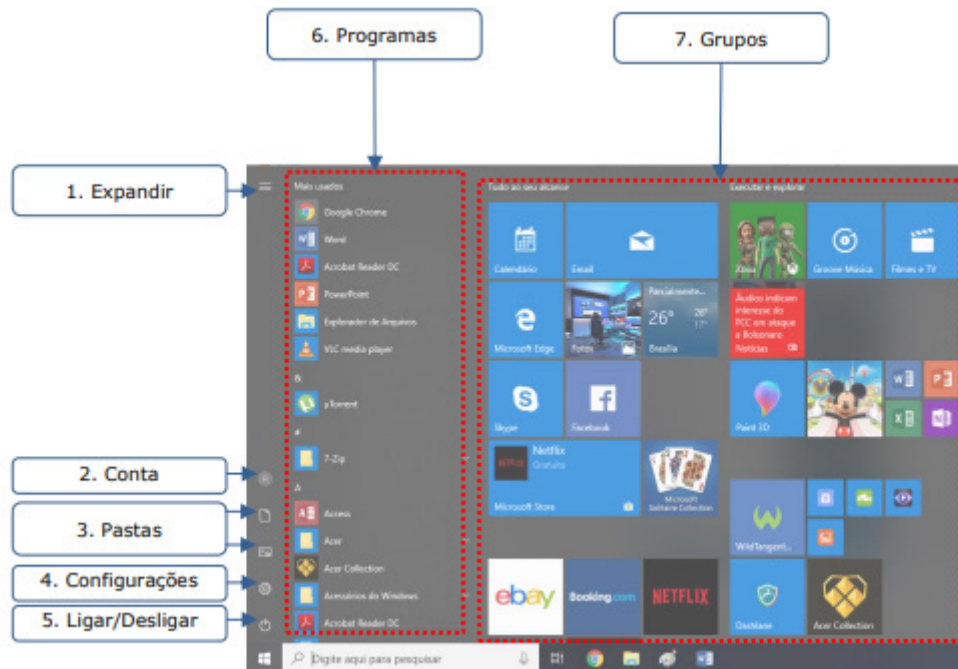 6. Programas
7. Grupos
1. Expandir
2. Conta
3. Pastas
4. Configurações
5. Ligar/Desligar
Mais usados
Google Chrome
Word
Acrobat Reader DC
PowerPoint
Explorador de Arquivos
VLC media player
&
µTorrent
#
7-Zip
A
Access
Acer
Acer Collection
Acessórios do Windows
Acrobat Reader DC
Tudo ao seu alcance
Calendário
Email
Microsoft Edge
Fotos
Parcialmente...
26° 26°
17°
Brasília
Skype
Facebook
Netflix
Gratuito
NETFLIX
Microsoft Store
Microsoft
Solitaire Collection
ebay
Booking.com
NETFLIX
Executar e explorar
Xbox
Groove Música
Filmes e TV
Áudios indicam
interesse do
PCC em ataque
a Bolsonaro
Notícias
Paint 3D
WildTangent...
Dashlane
Acer Collection
Digite aqui para pesquisar